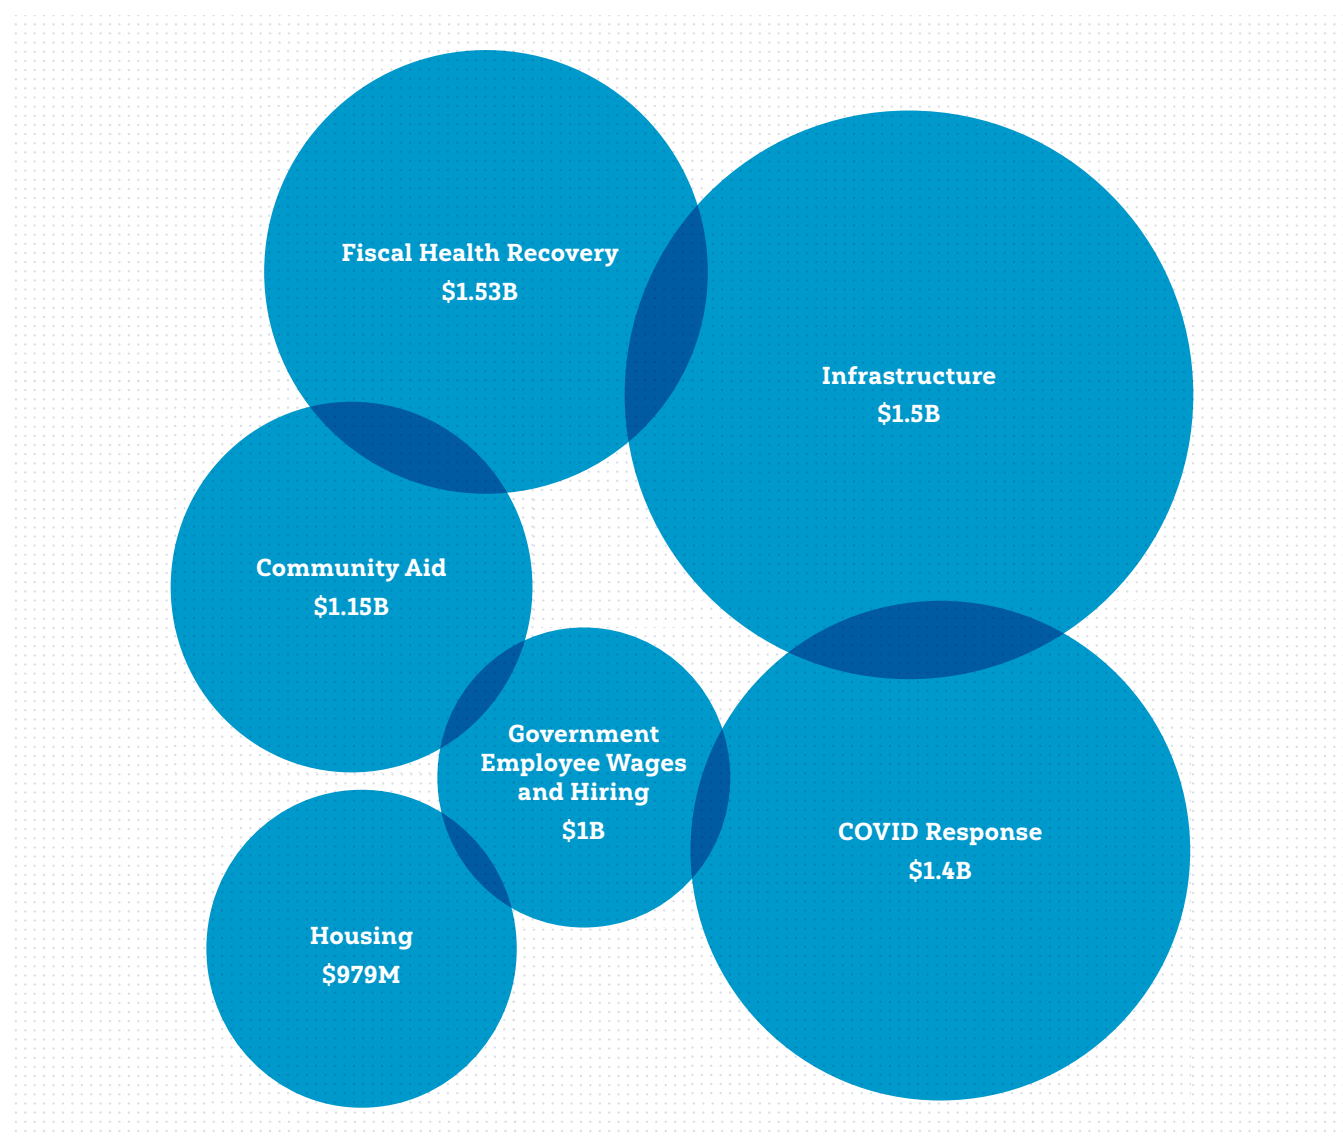 Fiscal Health Recovery
$1.53B
Infrastructure
$1.5B
Community Aid
$1.15B
Government
Employee Wages
and Hiring
$1B
COVID Response
$1.4B
Housing
$979M